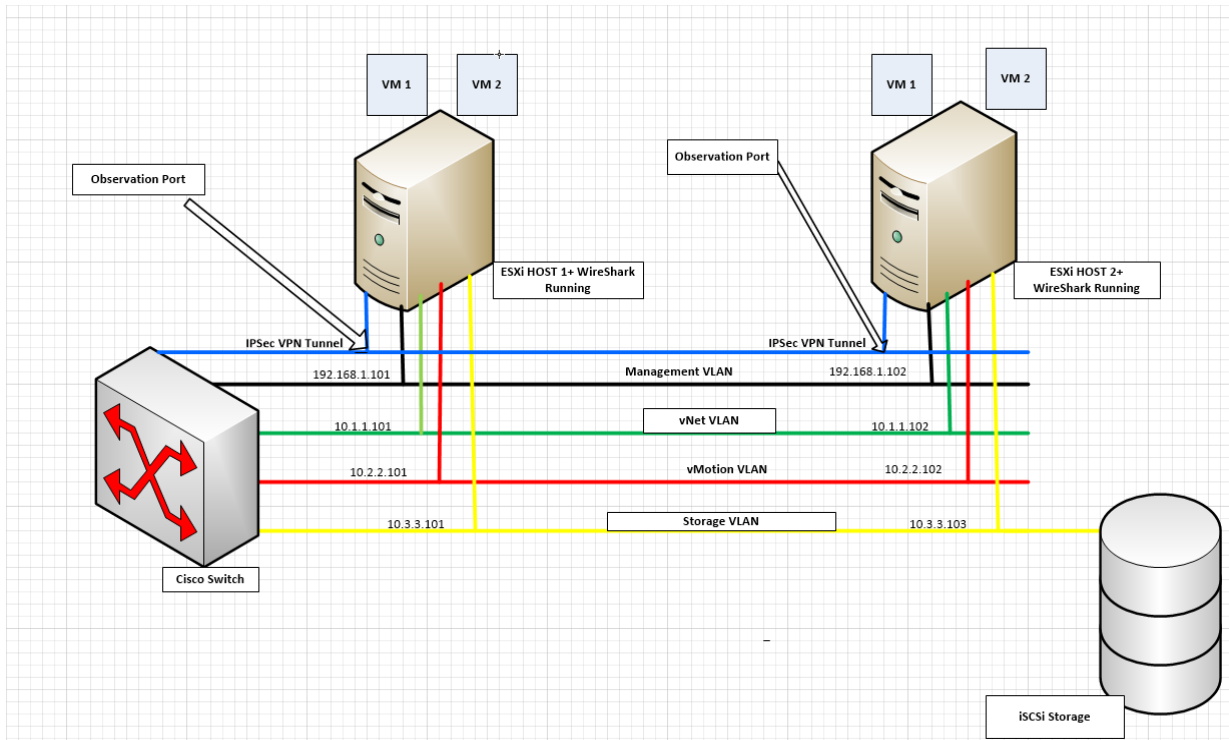 VM 1
VM 2
VM 1
VM 2
Observation Port
Observation Port
ESXi HOST 1+ WireShark
Running
ESXi HOST 2+
WireShark Running
IPSec VPN Tunnel
IPSec VPN Tunnel
192.168.1.101
Management VLAN
192.168.1.102
10.1.1.101
vNet VLAN
10.1.1.102
10.2.2.101
vMotion VLAN
10.2.2.102
10.3.3.101
Storage VLAN
10.3.3.103
Cisco Switch
iSCSi Storage